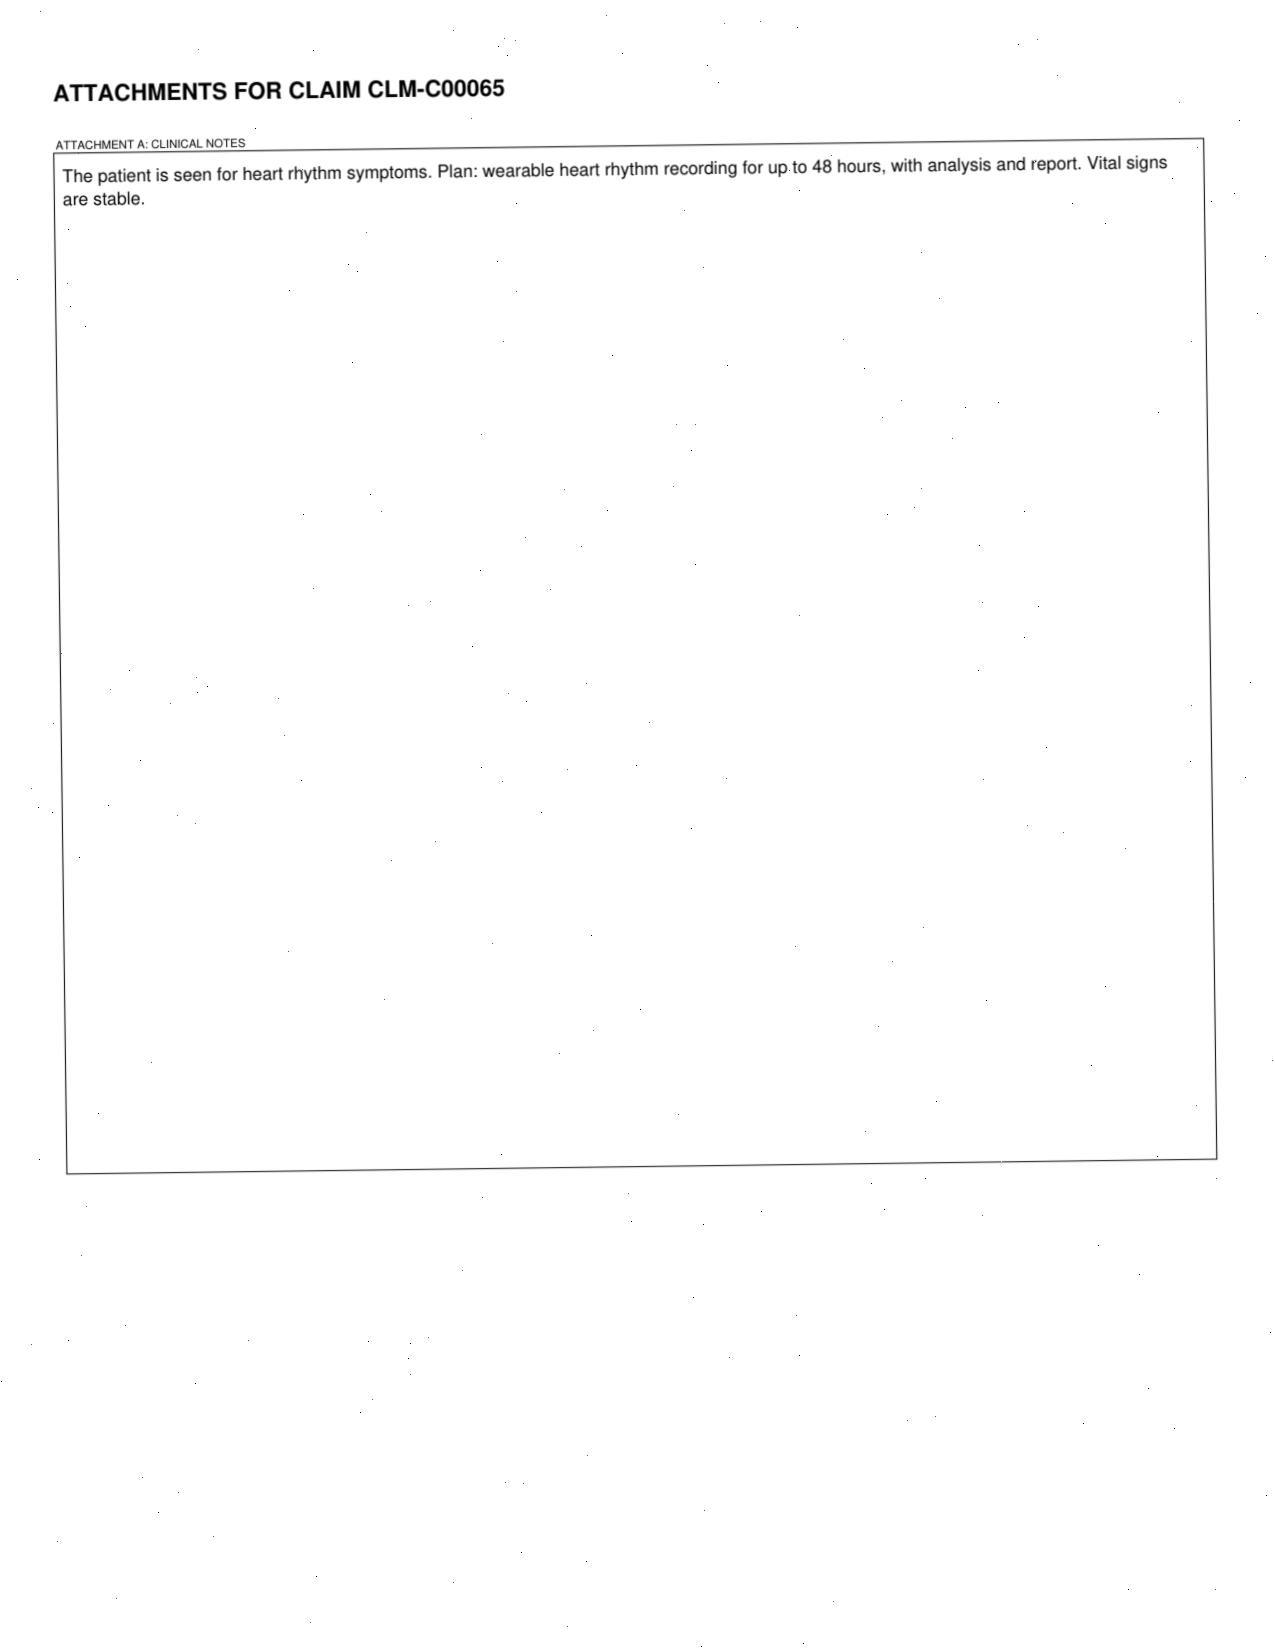 ATTACHMENTS FOR CLAIM CLM-C00065
ATTACHMENT A: CLINICAL NOTES
The patient is seen for heart rhythm symptoms. Plan: wearable heart rhythm recording for up to 48 hours, with analysis and report. Vital signs
are stable.